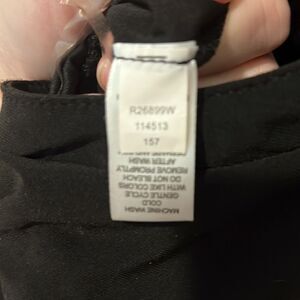 R26899W
114513
157
MACHINE WASH
COLD
GENTLE CYCLE
WITH LIKE COLORS
DO NOT BLEACH
REMOVE PROMPTLY
AFTER WASH